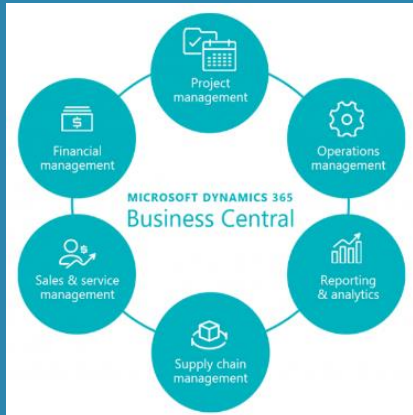 Project
management
Financial
management
Operations
management
MICROSOFT DYNAMICS 365
Business Central
Sales & service
management
Reporting
& analytics
Supply chain
management